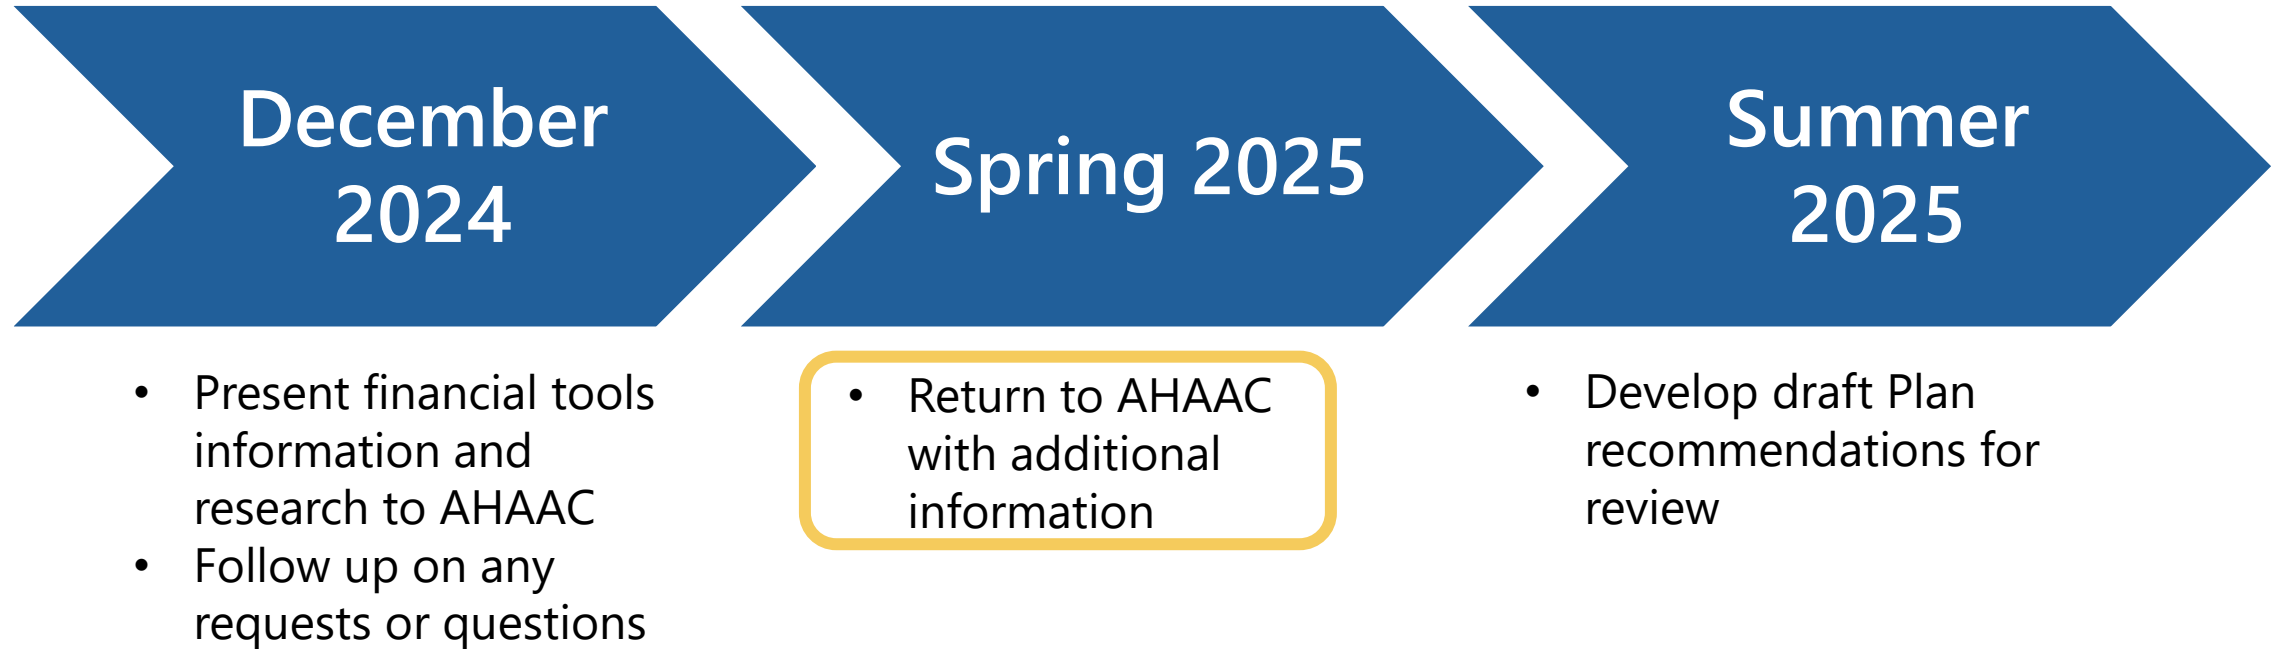 December
2024
• Present financial tools
information and
research to AHAAC
• Follow up on any
requests or questions
Spring 2025
• Return to AHAAC
with additional
information
Summer
2025
• Develop draft Plan
recommendations for
review